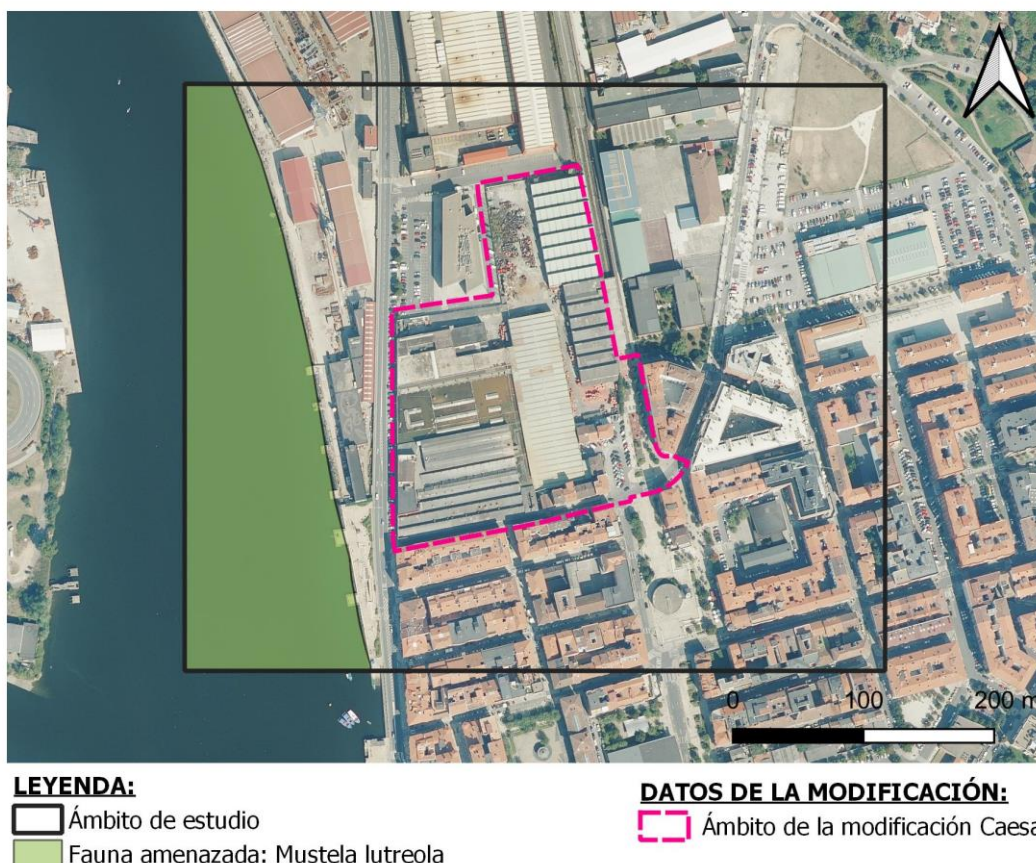 0 100 200 m
LEYENDA:
Ámbito de estudio
Fauna amenazada: Mustela lutreola
DATOS DE LA MODIFICACIÓN:
Ámbito de la modificación Caesa